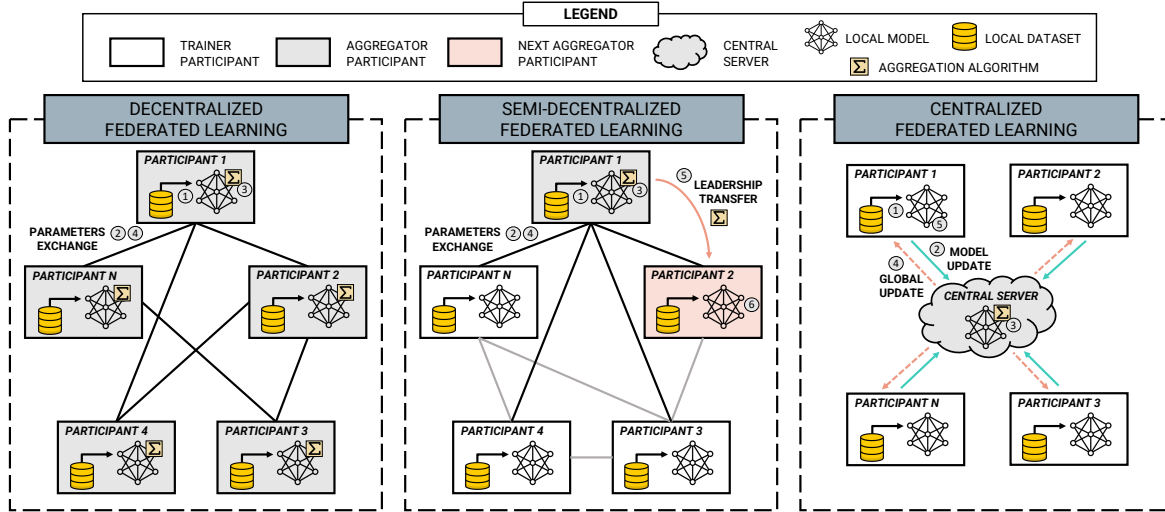 LEGEND
TRAINER
PARTICIPANT
AGGREGATOR
PARTICIPANT
NEXT AGGREGATOR
PARTICIPANT
CENTRAL
SERVER
LOCAL MODEL
LOCAL DATASET
Σ AGGREGATION ALGORITHM
DECENTRALIZED
FEDERATED LEARNING
PARTICIPANT 1
Σ
1
3
PARAMETERS
EXCHANGE
2 4
PARTICIPANT N
Σ
PARTICIPANT 2
Σ
PARTICIPANT 4
Σ
PARTICIPANT 3
Σ
SEMI-DECENTRALIZED
FEDERATED LEARNING
PARTICIPANT 1
Σ
1
3
5
LEADERSHIP
TRANSFER
Σ
PARAMETERS
EXCHANGE
2 4
PARTICIPANT N
PARTICIPANT 2
6
PARTICIPANT 4
PARTICIPANT 3
CENTRALIZED
FEDERATED LEARNING
PARTICIPANT 1
1
5
PARTICIPANT 2
2 MODEL
UPDATE
4
GLOBAL
UPDATE
CENTRAL SERVER
Σ
3
PARTICIPANT N
PARTICIPANT 3